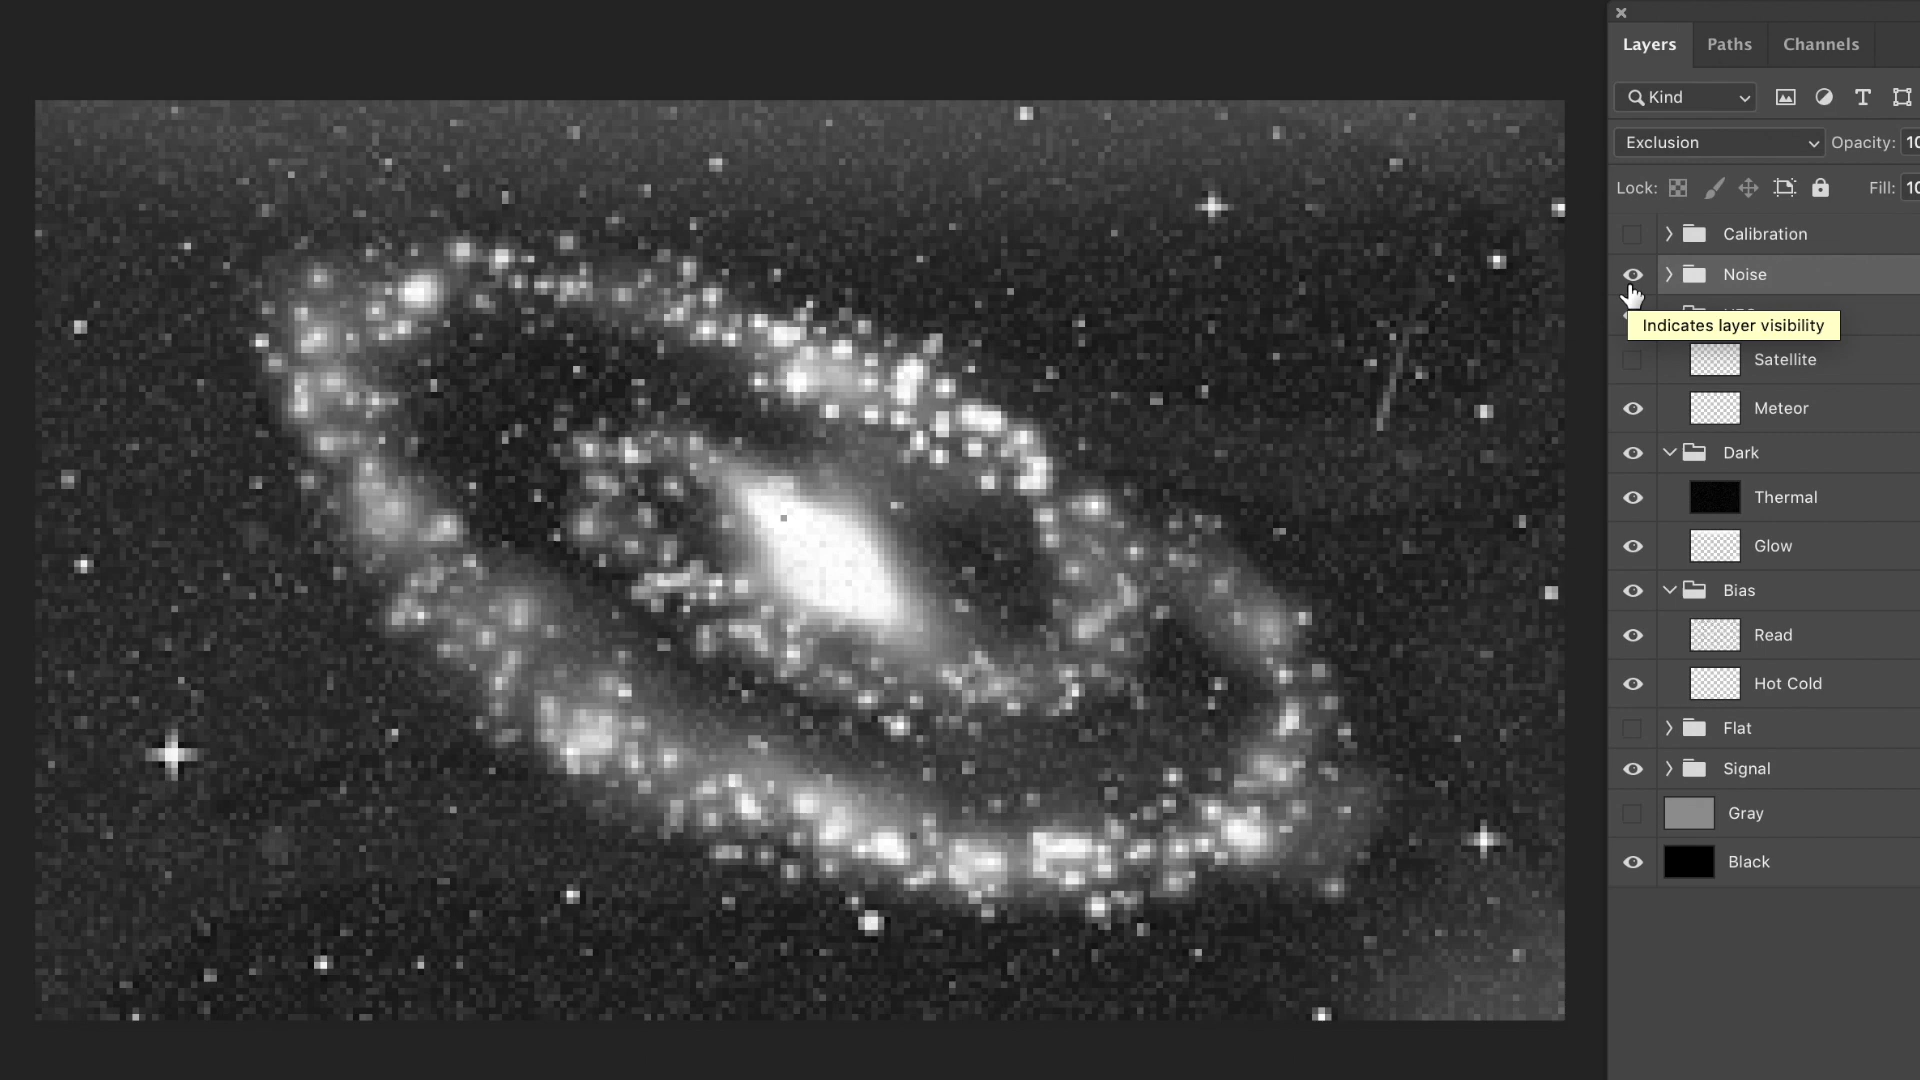 Layers Paths Channels
Kind
Exclusion Opacity: 10
Lock: Fill: 10
Calibration
Noise
Indicates layer visibility
Satellite
Meteor
Dark
Thermal
Glow
Bias
Read
Hot Cold
Flat
Signal
Gray
Black